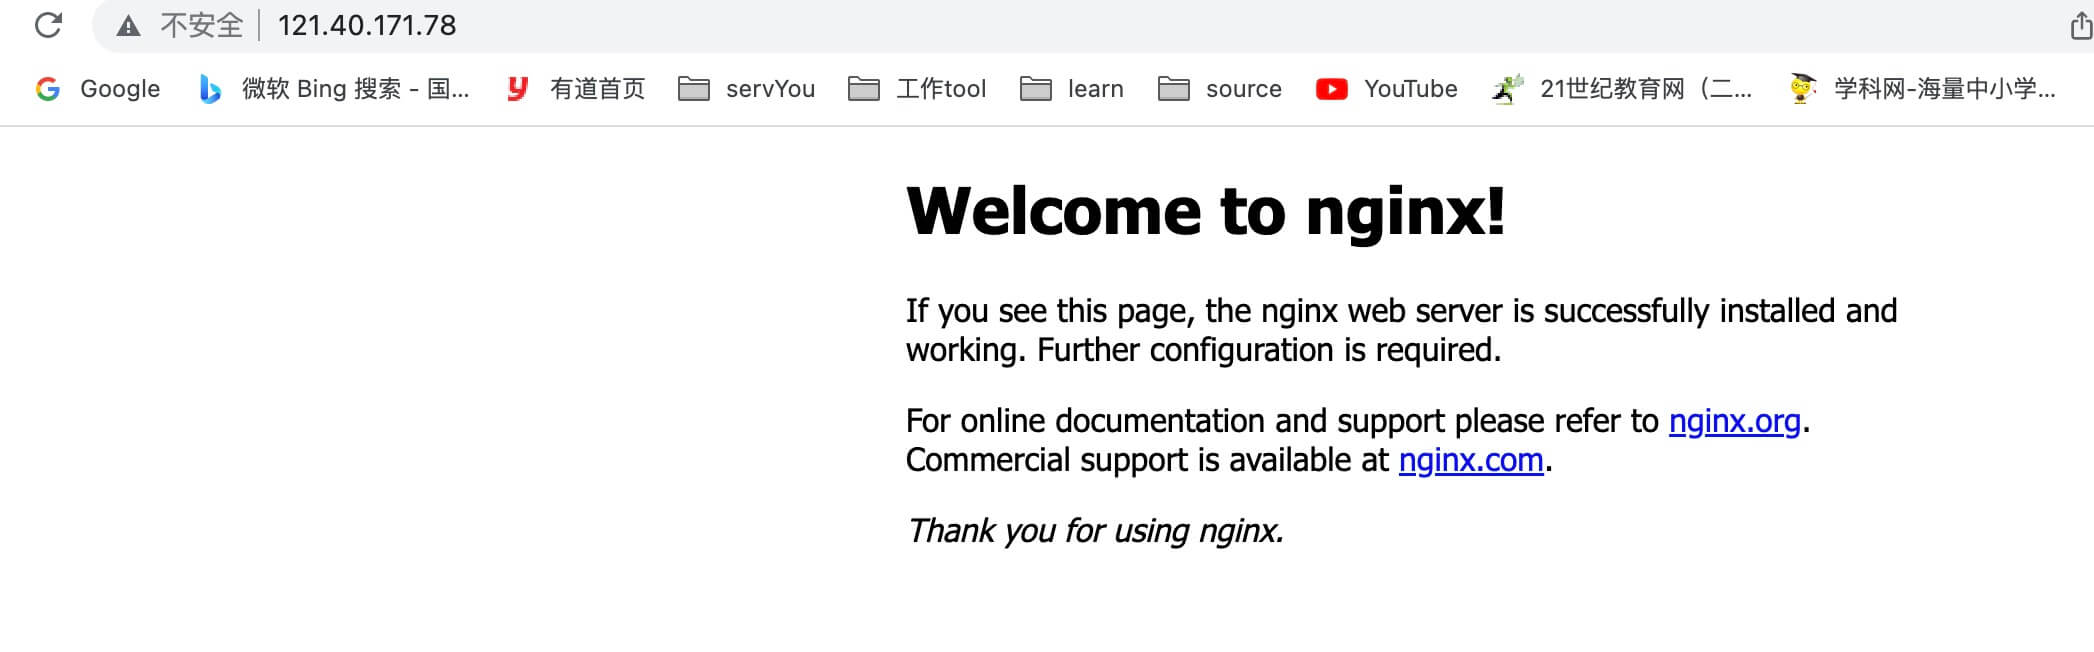 不安全 121.40.171.78
Google 微软 Bing 搜索 - 国... 有道首页 servYou 工作tool learn source YouTube 21世纪教育网（二... 学科网-海量中小学...
Welcome to nginx!
If you see this page, the nginx web server is successfully installed and
working. Further configuration is required.
For online documentation and support please refer to nginx.org.
Commercial support is available at nginx.com.
Thank you for using nginx.